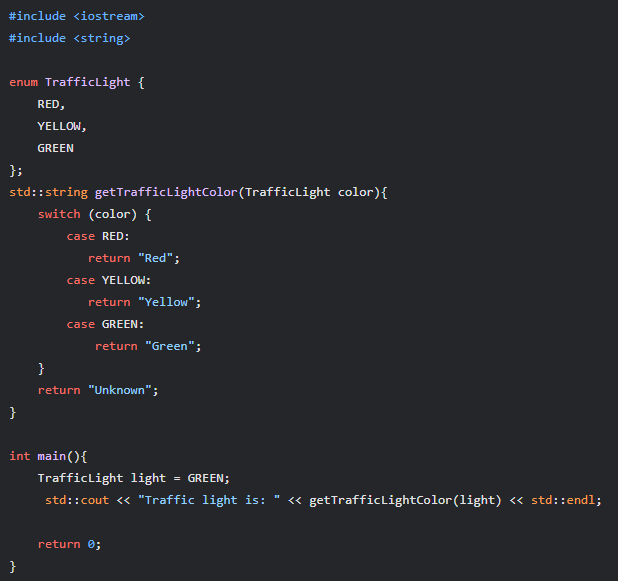 #include <iostream>
#include <string>

enum TrafficLight {
    RED,
    YELLOW,
    GREEN
};
std::string getTrafficLightColor(TrafficLight color){
    switch (color) {
        case RED:
           return "Red";
        case YELLOW:
           return "Yellow";
        case GREEN:
            return "Green";
    }
    return "Unknown";
}

int main(){
    TrafficLight light = GREEN;
     std::cout << "Traffic light is: " << getTrafficLightColor(light) << std::endl;

    return 0;
}